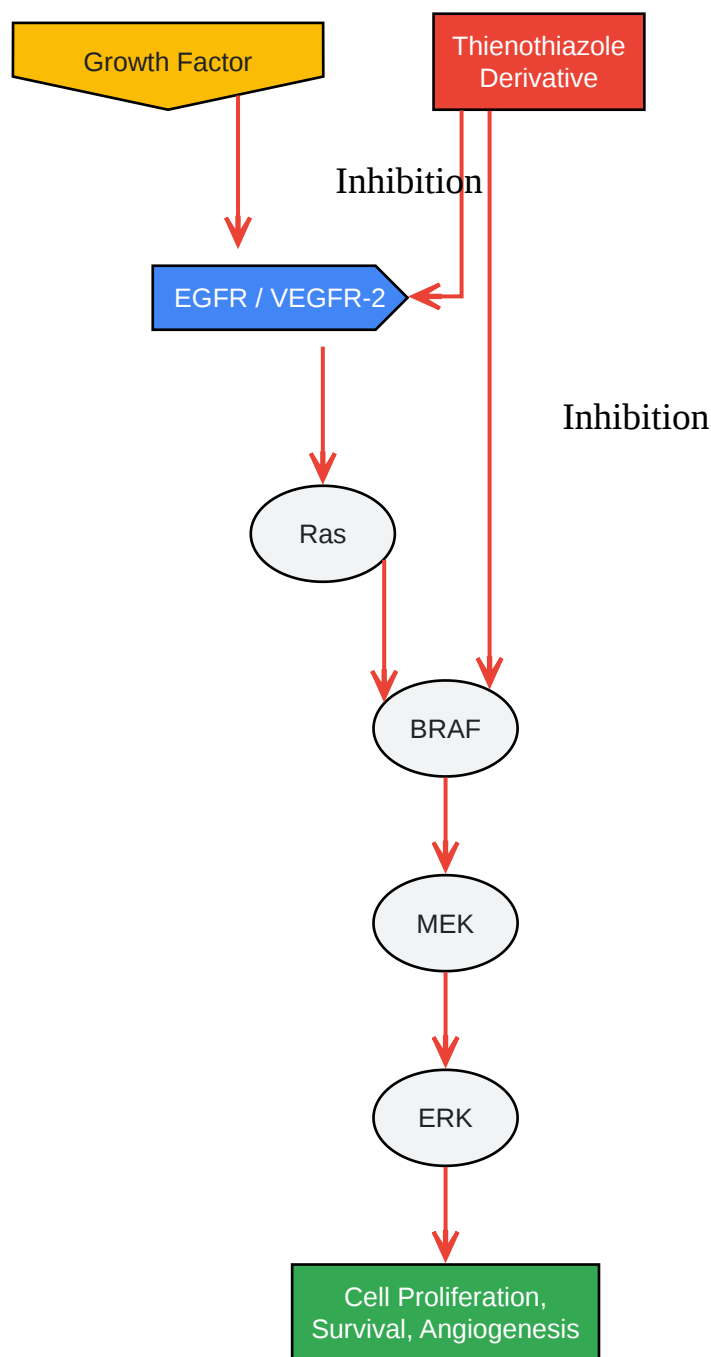 Growth Factor
Thienothiazole
Derivative
Inhibition
EGFR / VEGFR-2
Inhibition
Ras
BRAF
MEK
ERK
Cell Proliferation,
Survival, Angiogenesis